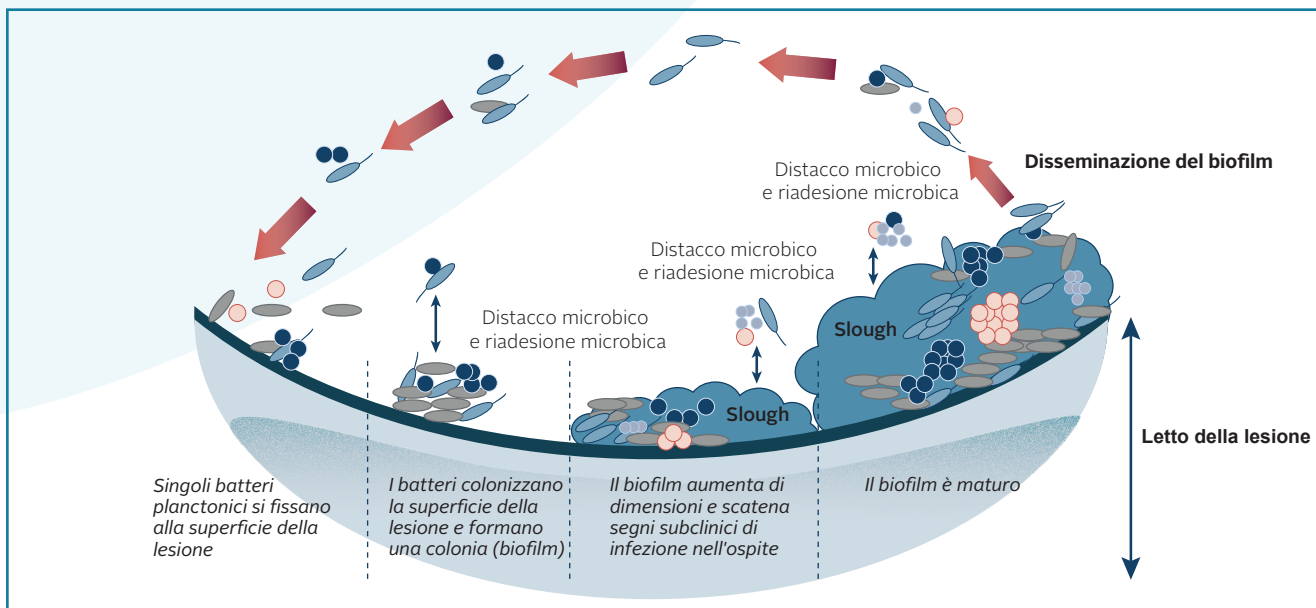 Disseminazione del biofilm
Distacco microbico
e riadesione microbica
Distacco microbico
e riadesione microbica
Distacco microbico
e riadesione microbica
Slough
Slough
Letto della lesione
Singoli batteri
planctonici si fissano
alla superficie della
lesione
I batteri colonizzano
la superficie della
lesione e formano
una colonia (biofilm)
Il biofilm aumenta di
dimensioni e scatena
segni subclinici di
infezione nell'ospite
Il biofilm è maturo